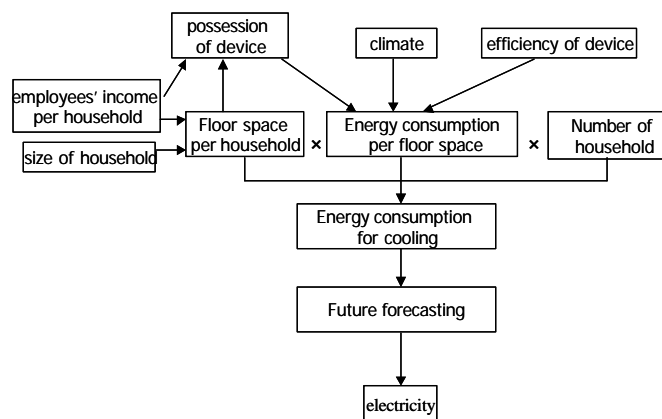 possession
of device
climate
efficiency of device
employees' income
per household
Floor space
per household
×
Energy consumption
per floor space
×
Number of
household
size of household
Energy consumption
for cooling
Future forecasting
electricity